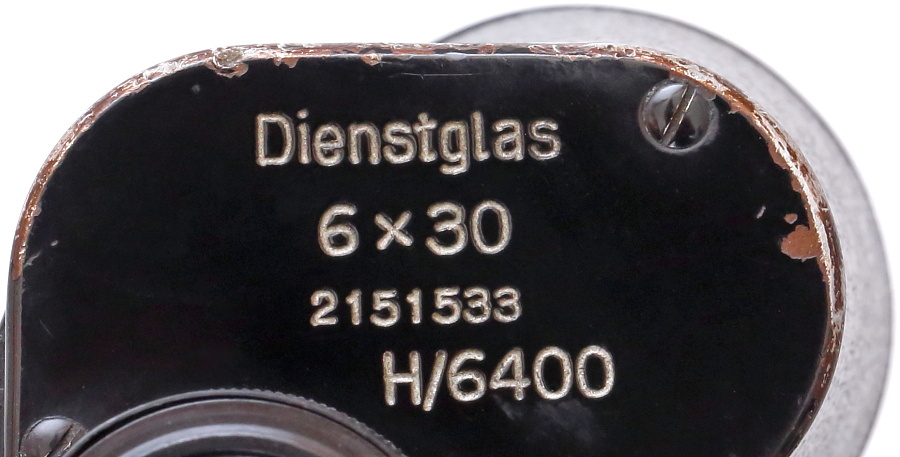 Dienstglas
6 × 30
2151533
H/6400